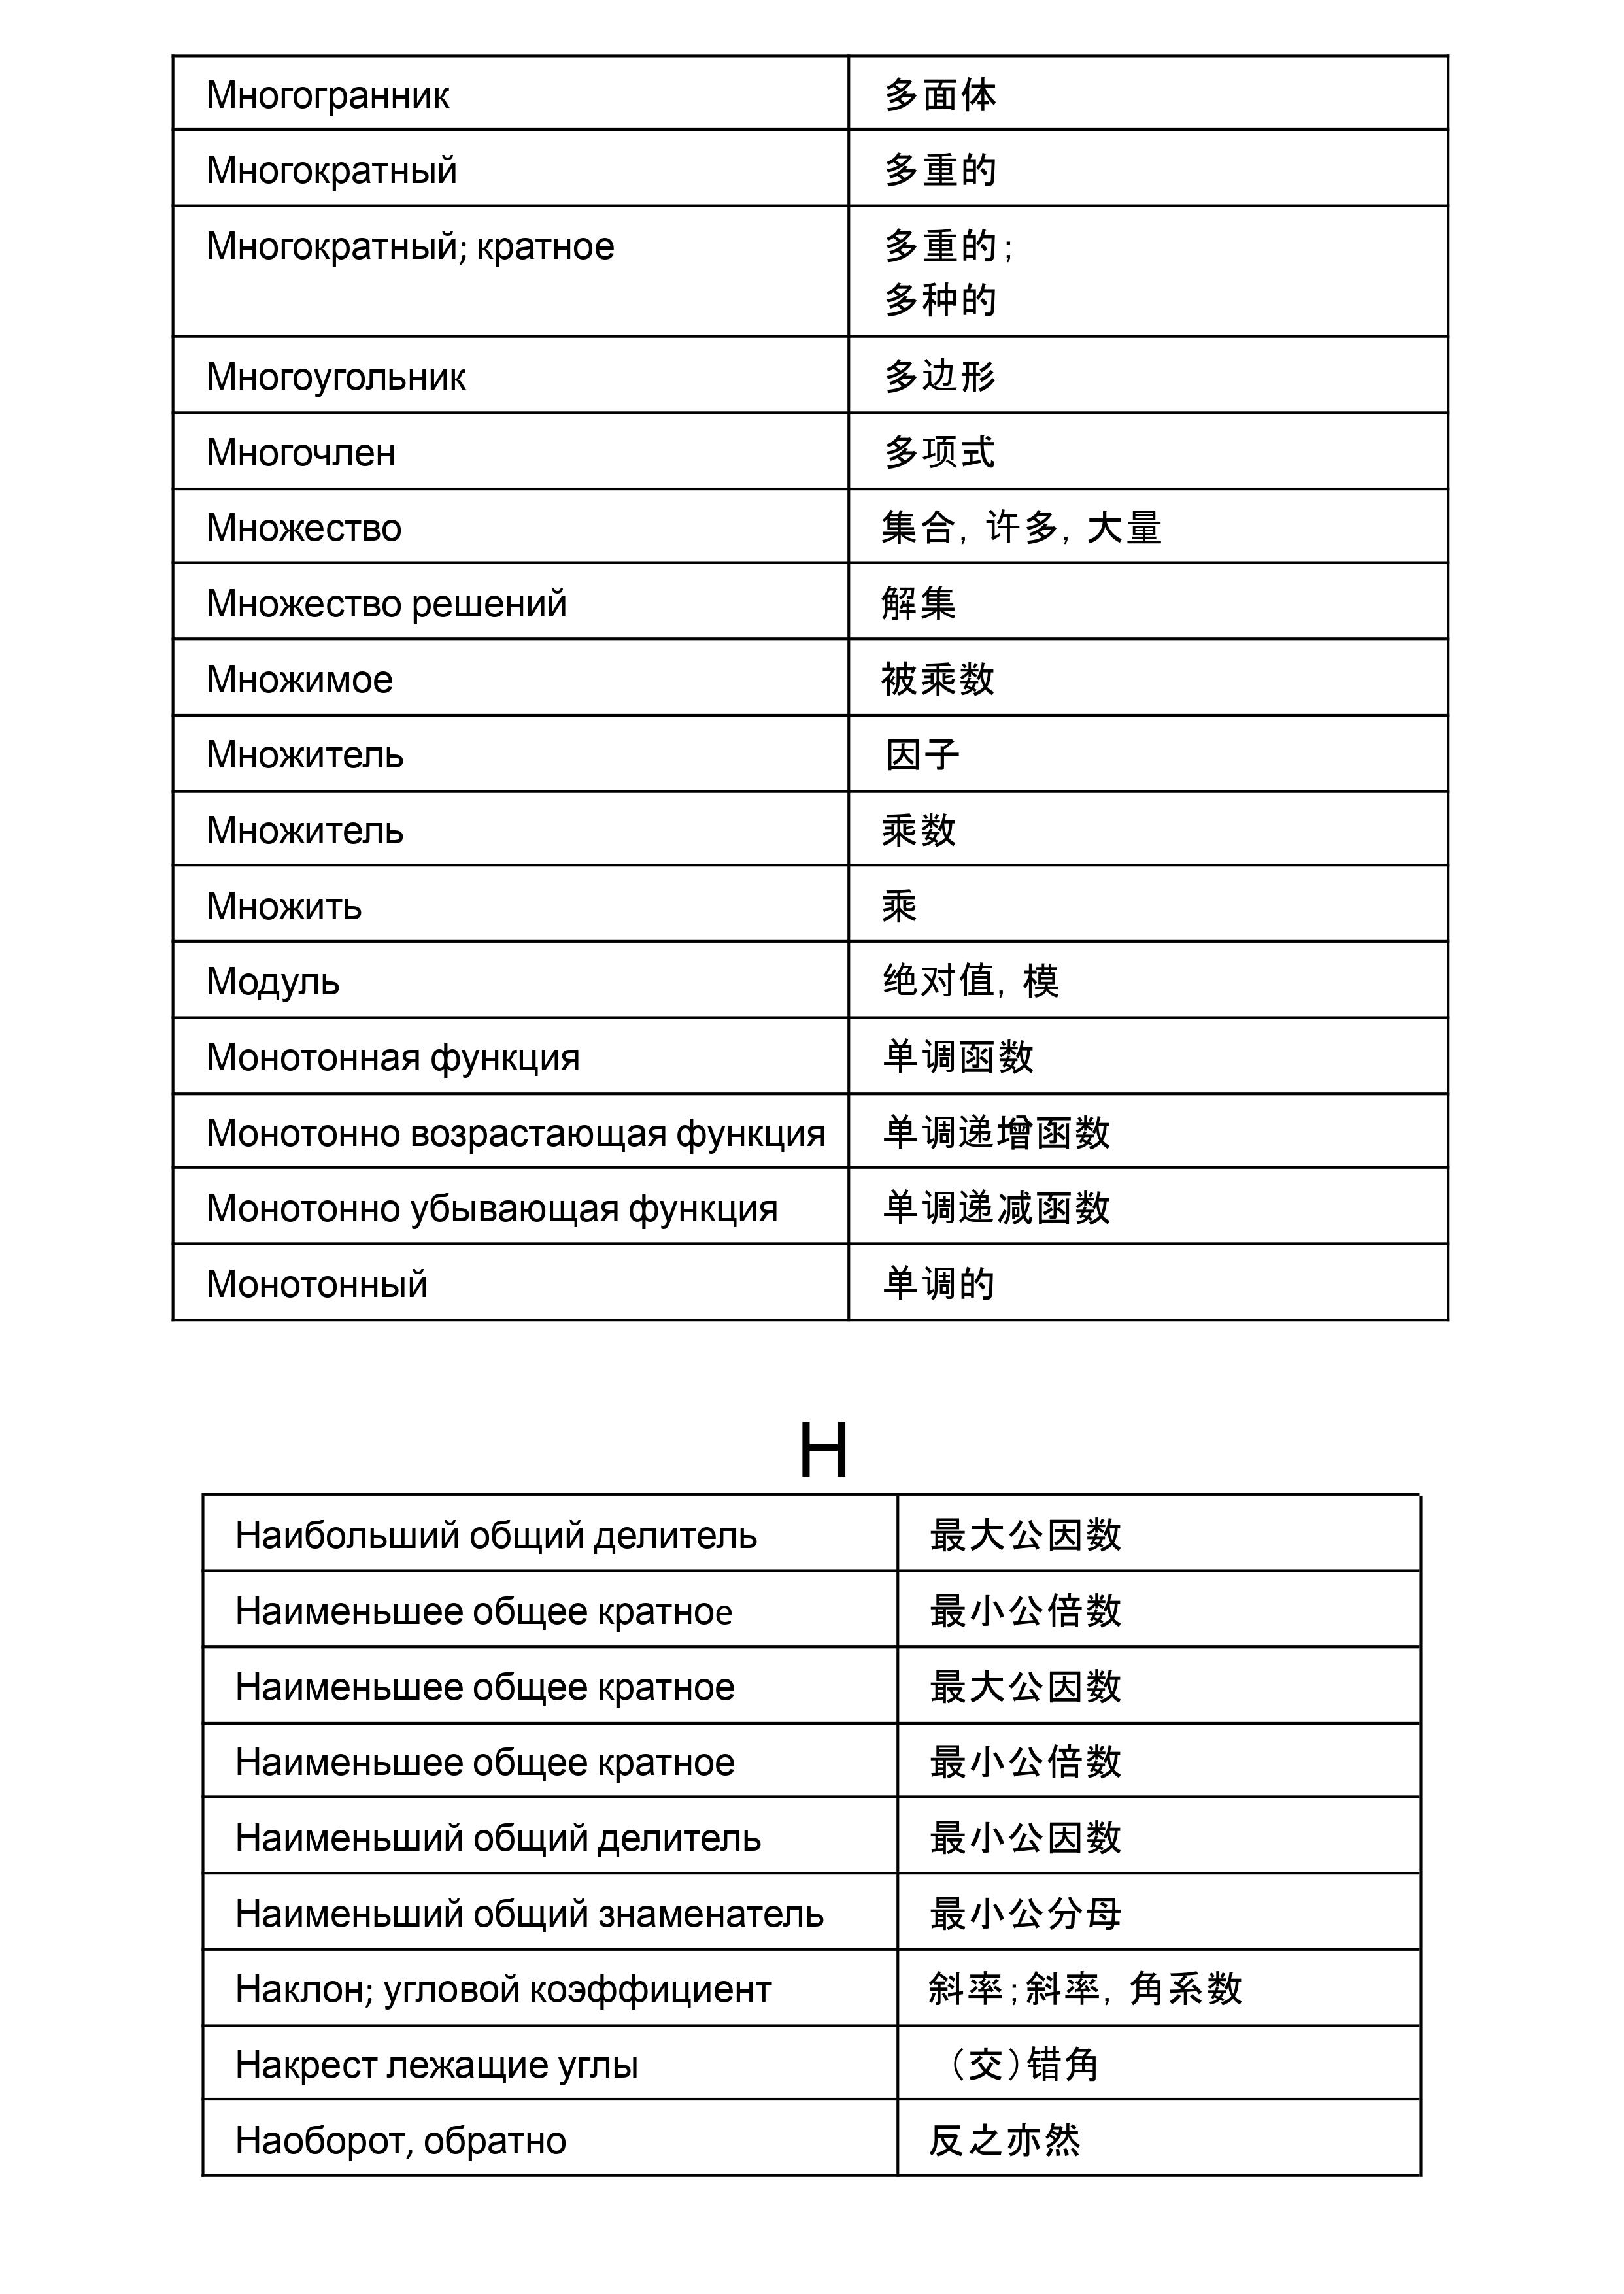 Многогранник 多面体
Многократный 多重的
Многократный; кратное 多重的;
多种的
Многоугольник 多边形
Многочлен 多项式
Множество 集合, 许多, 大量
Множество решений 解集
Множимое 被乘数
Множитель 因子
Множитель 乘数
Множить 乘
Модуль 绝对值, 模
Монотонная функция 单调函数
Монотонно возрастающая функция 单调递增函数
Монотонно убывающая функция 单调递减函数
Монотонный 单调的
Н
Наибольший общий делитель 最大公因数
Наименьшее общее кратное 最小公倍数
Наименьшее общее кратное 最大公因数
Наименьшее общее кратное 最小公倍数
Наименьший общий делитель 最小公因数
Наименьший общий знаменатель 最小公分母
Наклон; угловой коэффициент 斜率;斜率, 角系数
Накрест лежащие углы (交)错角
Наоборот, обратно 反之亦然